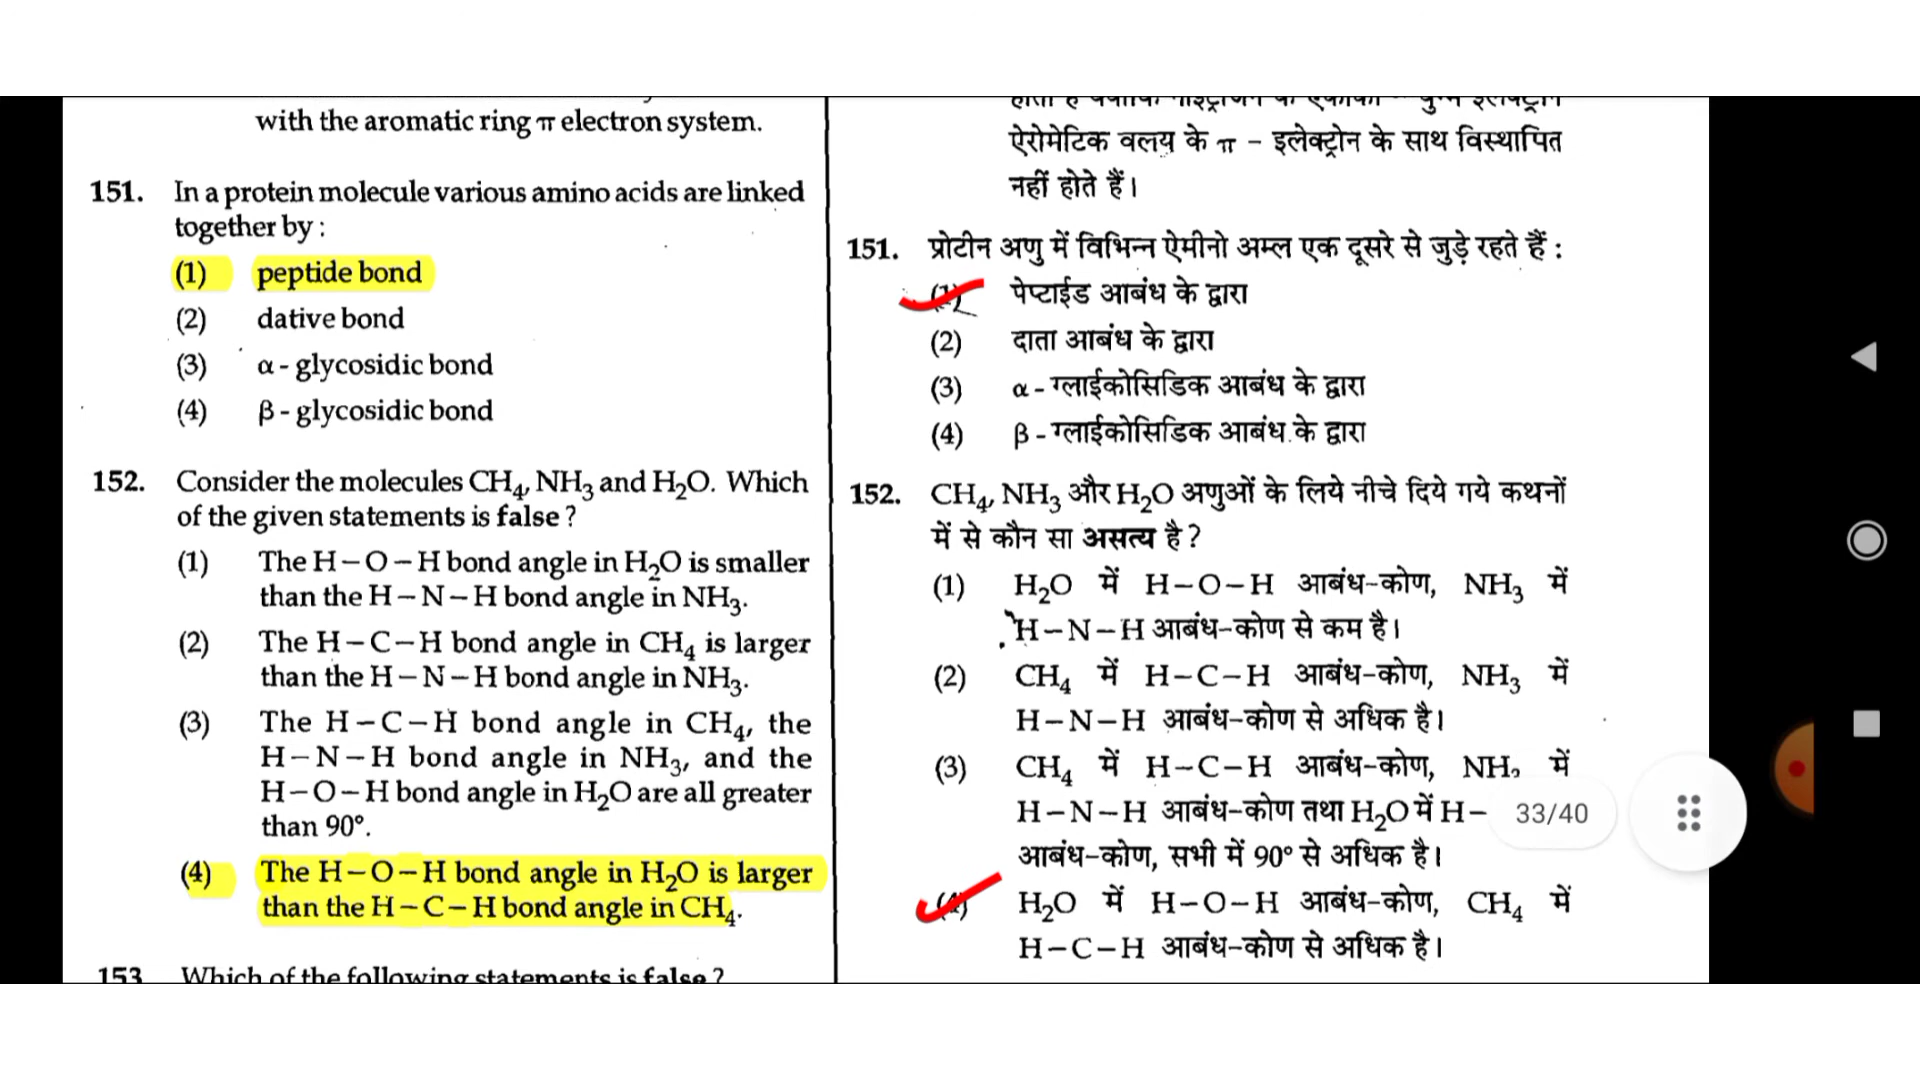 with the aromatic ring π electron system.
151. In a protein molecule various amino acids are linked
together by :
(1) peptide bond
(2) dative bond
(3) α - glycosidic bond
(4) β - glycosidic bond
152. Consider the molecules CH4, NH3 and H2O. Which
of the given statements is false ?
(1) The H – O – H bond angle in H2O is smaller
than the H – N – H bond angle in NH3.
(2) The H – C – H bond angle in CH4 is larger
than the H – N – H bond angle in NH3.
(3) The H – C – H bond angle in CH4, the
H – N – H bond angle in NH3, and the
H – O – H bond angle in H2O are all greater
than 90°.
(4) The H – O – H bond angle in H2O is larger
than the H – C – H bond angle in CH4.
153 Which of the following statements is false ?
ऐरोमेटिक वलय के π – इलेक्ट्रोन के साथ विस्थापित
नहीं होते हैं।
151. प्रोटीन अणु में विभिन्न ऐमीनो अम्ल एक दूसरे से जुड़े रहते हैं :
(1) पेप्टाईड आबंध के द्वारा
(2) दाता आबंध के द्वारा
(3) α - ग्लाईकोसिडिक आबंध के द्वारा
(4) β - ग्लाईकोसिडिक आबंध के द्वारा
152. CH4, NH3 और H2O अणुओं के लिये नीचे दिये गये कथनों
में से कौन सा असत्य है ?
(1) H2O में H – O – H आबंध-कोण, NH3 में
H – N – H आबंध-कोण से कम है।
(2) CH4 में H – C – H आबंध-कोण, NH3 में
H – N – H आबंध-कोण से अधिक है।
(3) CH4 में H – C – H आबंध-कोण, NH3 में
H – N – H आबंध-कोण तथा H2O में H –
आबंध-कोण, सभी में 90° से अधिक है।
(4) H2O में H – O – H आबंध-कोण, CH4 में
H – C – H आबंध-कोण से अधिक है।
33/40